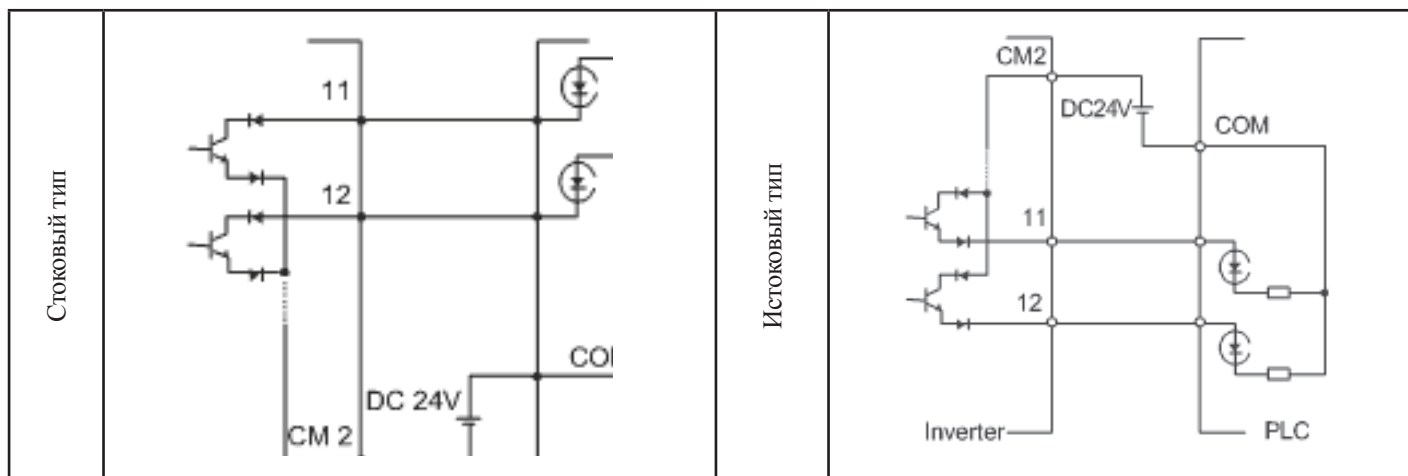 Стоковый тип
11
12
DC 24V
CM 2
Истоковый тип
CM2
DC24V
COM
11
12
Inverter
PLC